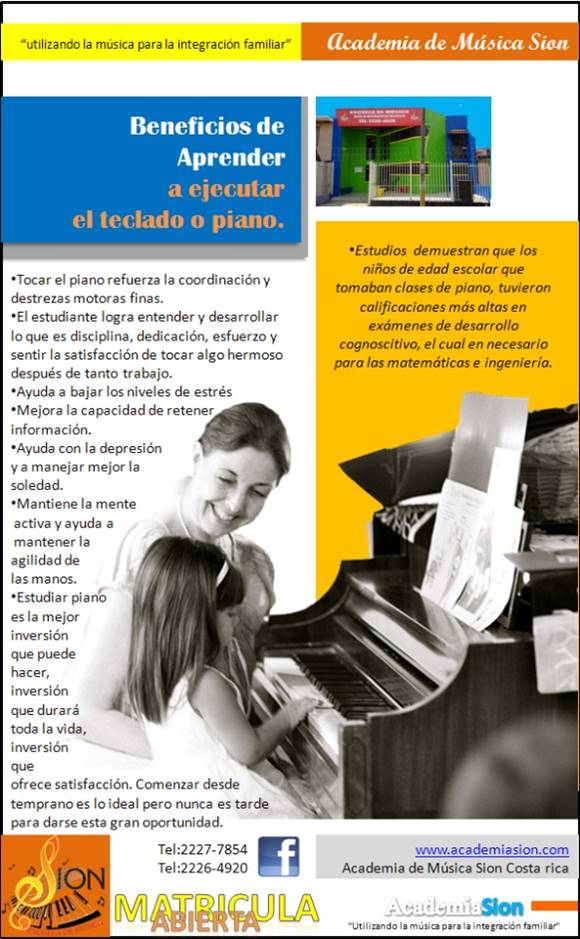 “utilizando la música para la integración familiar”
Academia de Música Sion
Beneficios de
Aprender
a ejecutar
el teclado o piano.
•Tocar el piano refuerza la coordinación y
destrezas motoras finas.
•El estudiante logra entender y desarrollar
lo que es disciplina, dedicación, esfuerzo y
sentir la satisfacción de tocar algo hermoso
después de tanto trabajo.
•Ayuda a bajar los niveles de estrés
•Mejora la capacidad de retener
información.
•Ayuda con la depresión
y a manejar mejor la
soledad.
•Mantiene la mente
activa y ayuda a
mantener la
agilidad de
las manos.
•Estudiar piano
es la mejor
inversión
que puede
hacer,
inversión
que durará
toda la vida,
inversión
que
ofrece satisfacción. Comenzar desde
temprano es lo ideal pero nunca es tarde
para darse esta gran oportunidad.
•Estudios demuestran que los
niños de edad escolar que
tomaban clases de piano, tuvieron
calificaciones más altas en
exámenes de desarrollo
cognoscitivo, el cual en necesario
para las matemáticas e ingeniería.
Tel:2227-7854
Tel:2226-4920
f
www.academiasion.com
Academia de Música Sion Costa rica
SION
MATRICULA
ABIERTA
AcademiaSion
"Utilizando la música para la integración familiar"